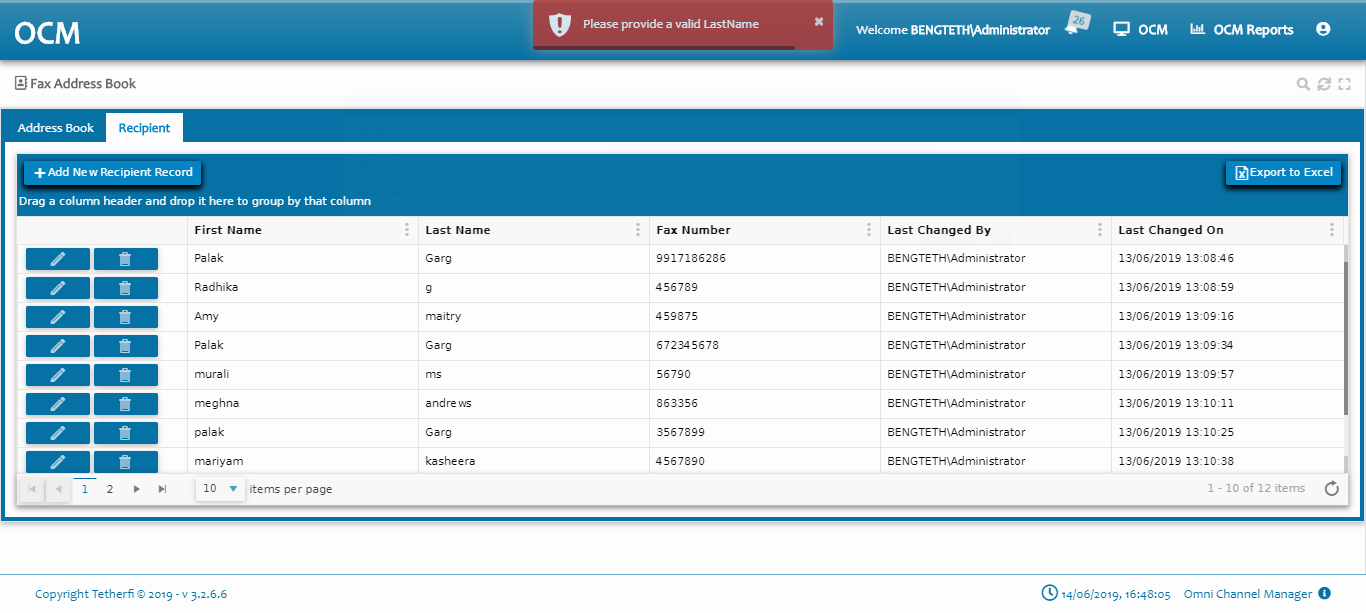 OCM
Please provide a valid LastName
Welcome BENGTETH\Administrator
26
OCM
OCM Reports
Fax Address Book
Address Book
Recipient
Add New Recipient Record
Export to Excel
Drag a column header and drop it here to group by that column
First Name Last Name Fax Number Last Changed By Last Changed On
Palak Garg 9917186286 BENGTETH\Administrator 13/06/2019 13:08:46
Radhika g 456789 BENGTETH\Administrator 13/06/2019 13:08:59
Amy maitry 459875 BENGTETH\Administrator 13/06/2019 13:09:16
Palak Garg 672345678 BENGTETH\Administrator 13/06/2019 13:09:34
murali ms 56790 BENGTETH\Administrator 13/06/2019 13:09:57
meghna andrews 863356 BENGTETH\Administrator 13/06/2019 13:10:11
palak Garg 3567899 BENGTETH\Administrator 13/06/2019 13:10:25
mariyam kasheera 4567890 BENGTETH\Administrator 13/06/2019 13:10:38
1 2 10 items per page 1 - 10 of 12 items
Copyright Tetherfi © 2019 - v 3.2.6.6
14/06/2019, 16:48:05 Omni Channel Manager